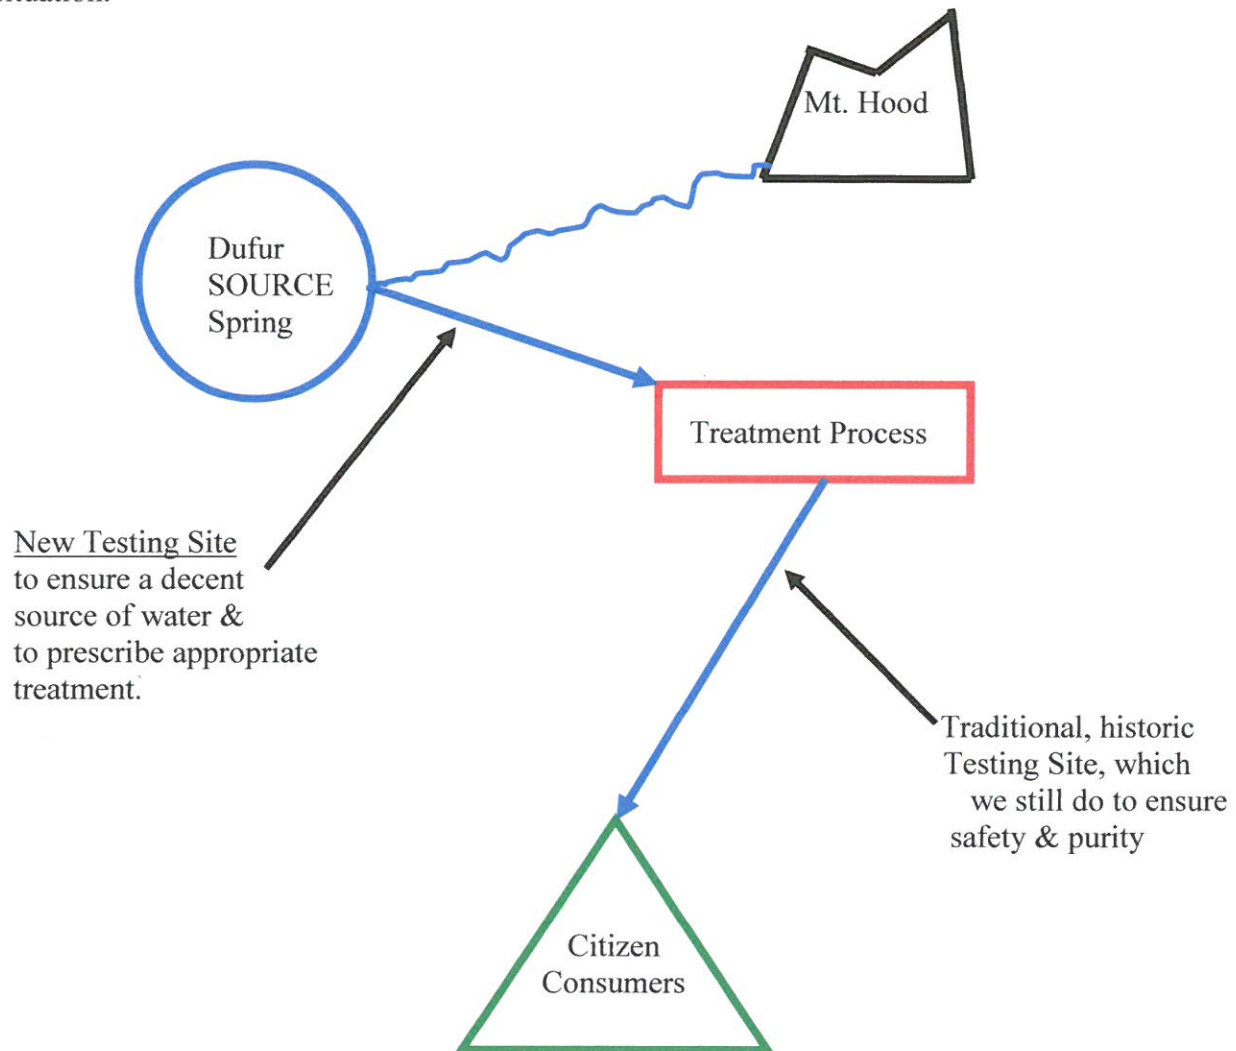 Mt. Hood
Dufur
SOURCE
Spring
Treatment Process
New Testing Site
to ensure a decent
source of water &
to prescribe appropriate
treatment.
Traditional, historic
Testing Site, which
we still do to ensure
safety & purity
Citizen
Consumers